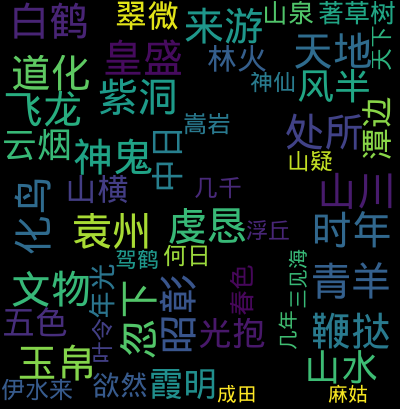 白鹤
翠微
来游
山泉
著草树
天下
皇盛
林火
天地
道化
紫洞
神仙
风半
飞龙
嵩岩
处所
潭边
云烟
神鬼
中日
山疑
化鸟
山横
几千
山川
袁州
虔恳
浮丘
时年
驾鹤
何日
文物
年光
忽下
昭彰
春色
三见海
青羊
五色
叶令
光抱
几年
鞭挞
玉帛
山水
伊水来
欲然
霞明
成田
麻姑